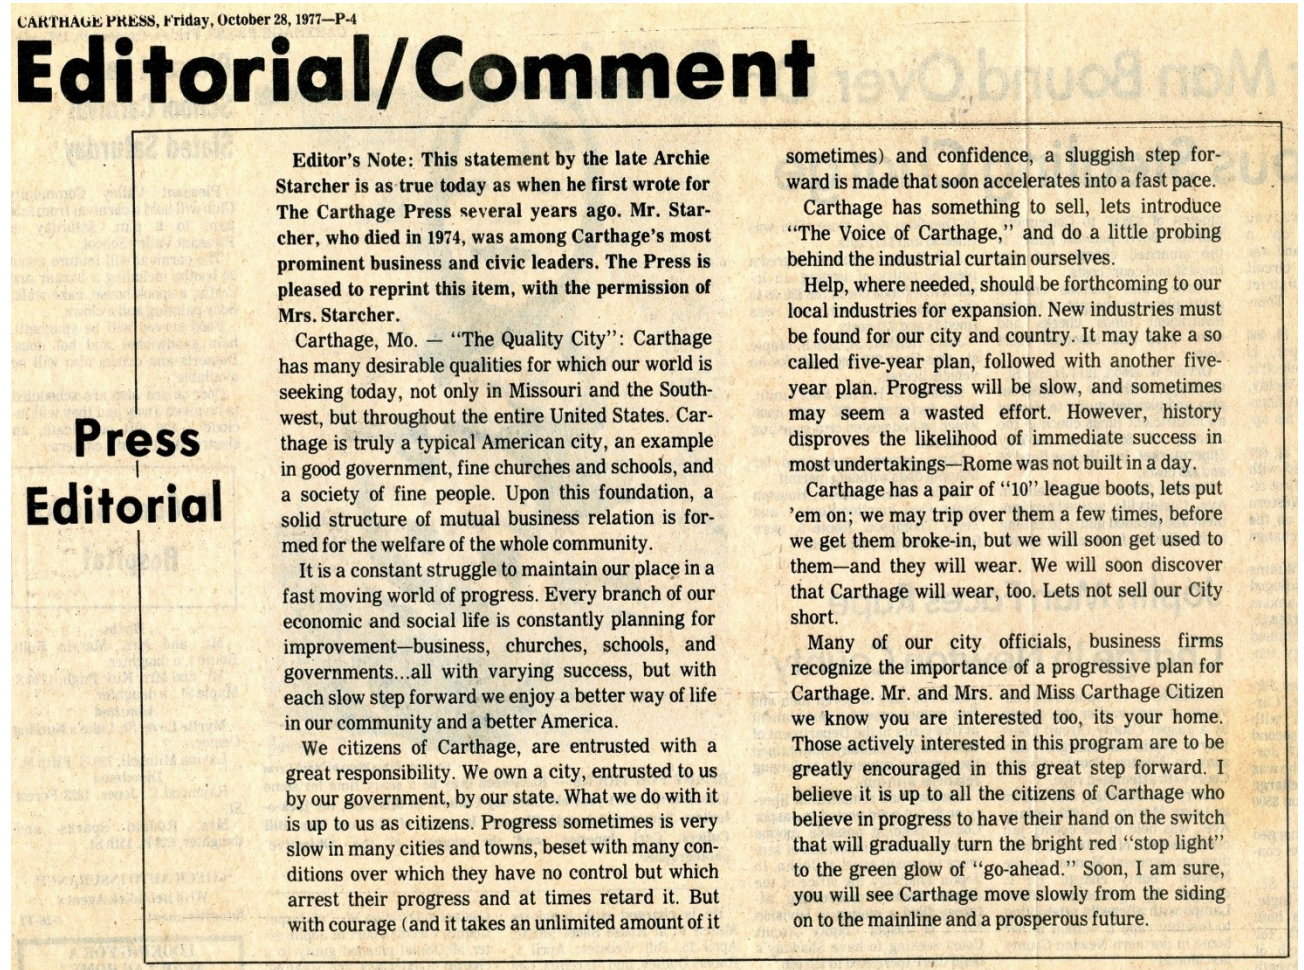 CARTHAGE PRESS, Friday, October 28, 1977—P-4
Editorial/Comment
Press
Editorial
Editor's Note: This statement by the late Archie
Starcher is as true today as when he first wrote for
The Carthage Press several years ago. Mr. Star-
cher, who died in 1974, was among Carthage's most
prominent business and civic leaders. The Press is
pleased to reprint this item, with the permission of
Mrs. Starcher.
Carthage, Mo. — "The Quality City": Carthage
has many desirable qualities for which our world is
seeking today, not only in Missouri and the South-
west, but throughout the entire United States. Car-
thage is truly a typical American city, an example
in good government, fine churches and schools, and
a society of fine people. Upon this foundation, a
solid structure of mutual business relation is for-
med for the welfare of the whole community.
It is a constant struggle to maintain our place in a
fast moving world of progress. Every branch of our
economic and social life is constantly planning for
improvement—business, churches, schools, and
governments...all with varying success, but with
each slow step forward we enjoy a better way of life
in our community and a better America.
We citizens of Carthage, are entrusted with a
great responsibility. We own a city, entrusted to us
by our government, by our state. What we do with it
is up to us as citizens. Progress sometimes is very
slow in many cities and towns, beset with many con-
ditions over which they have no control but which
arrest their progress and at times retard it. But
with courage (and it takes an unlimited amount of it
sometimes) and confidence, a sluggish step for-
ward is made that soon accelerates into a fast pace.
Carthage has something to sell, lets introduce
"The Voice of Carthage," and do a little probing
behind the industrial curtain ourselves.
Help, where needed, should be forthcoming to our
local industries for expansion. New industries must
be found for our city and country. It may take a so
called five-year plan, followed with another five-
year plan. Progress will be slow, and sometimes
may seem a wasted effort. However, history
disproves the likelihood of immediate success in
most undertakings—Rome was not built in a day.
Carthage has a pair of "10" league boots, lets put
'em on; we may trip over them a few times, before
we get them broke-in, but we will soon get used to
them—and they will wear. We will soon discover
that Carthage will wear, too. Lets not sell our City
short.
Many of our city officials, business firms
recognize the importance of a progressive plan for
Carthage. Mr. and Mrs. and Miss Carthage Citizen
we know you are interested too, its your home.
Those actively interested in this program are to be
greatly encouraged in this great step forward. I
believe it is up to all the citizens of Carthage who
believe in progress to have their hand on the switch
that will gradually turn the bright red "stop light"
to the green glow of "go-ahead." Soon, I am sure,
you will see Carthage move slowly from the siding
on to the mainline and a prosperous future.